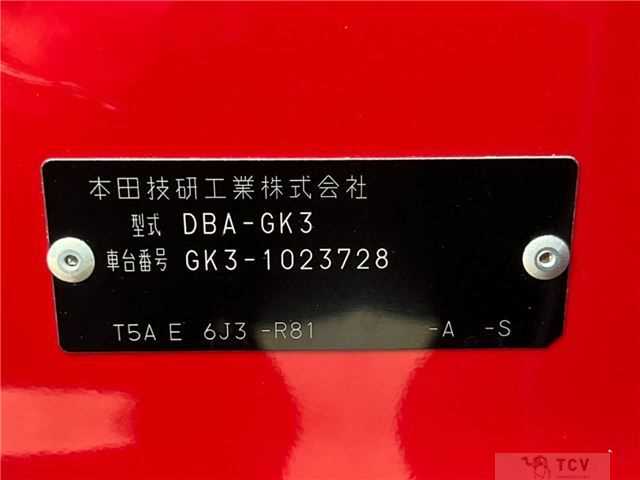 本田技研工業株式会社
型式 DBA-GK3
車台番号 GK3-1023728
T5A E 6J3 -R81 -A -S
TCV